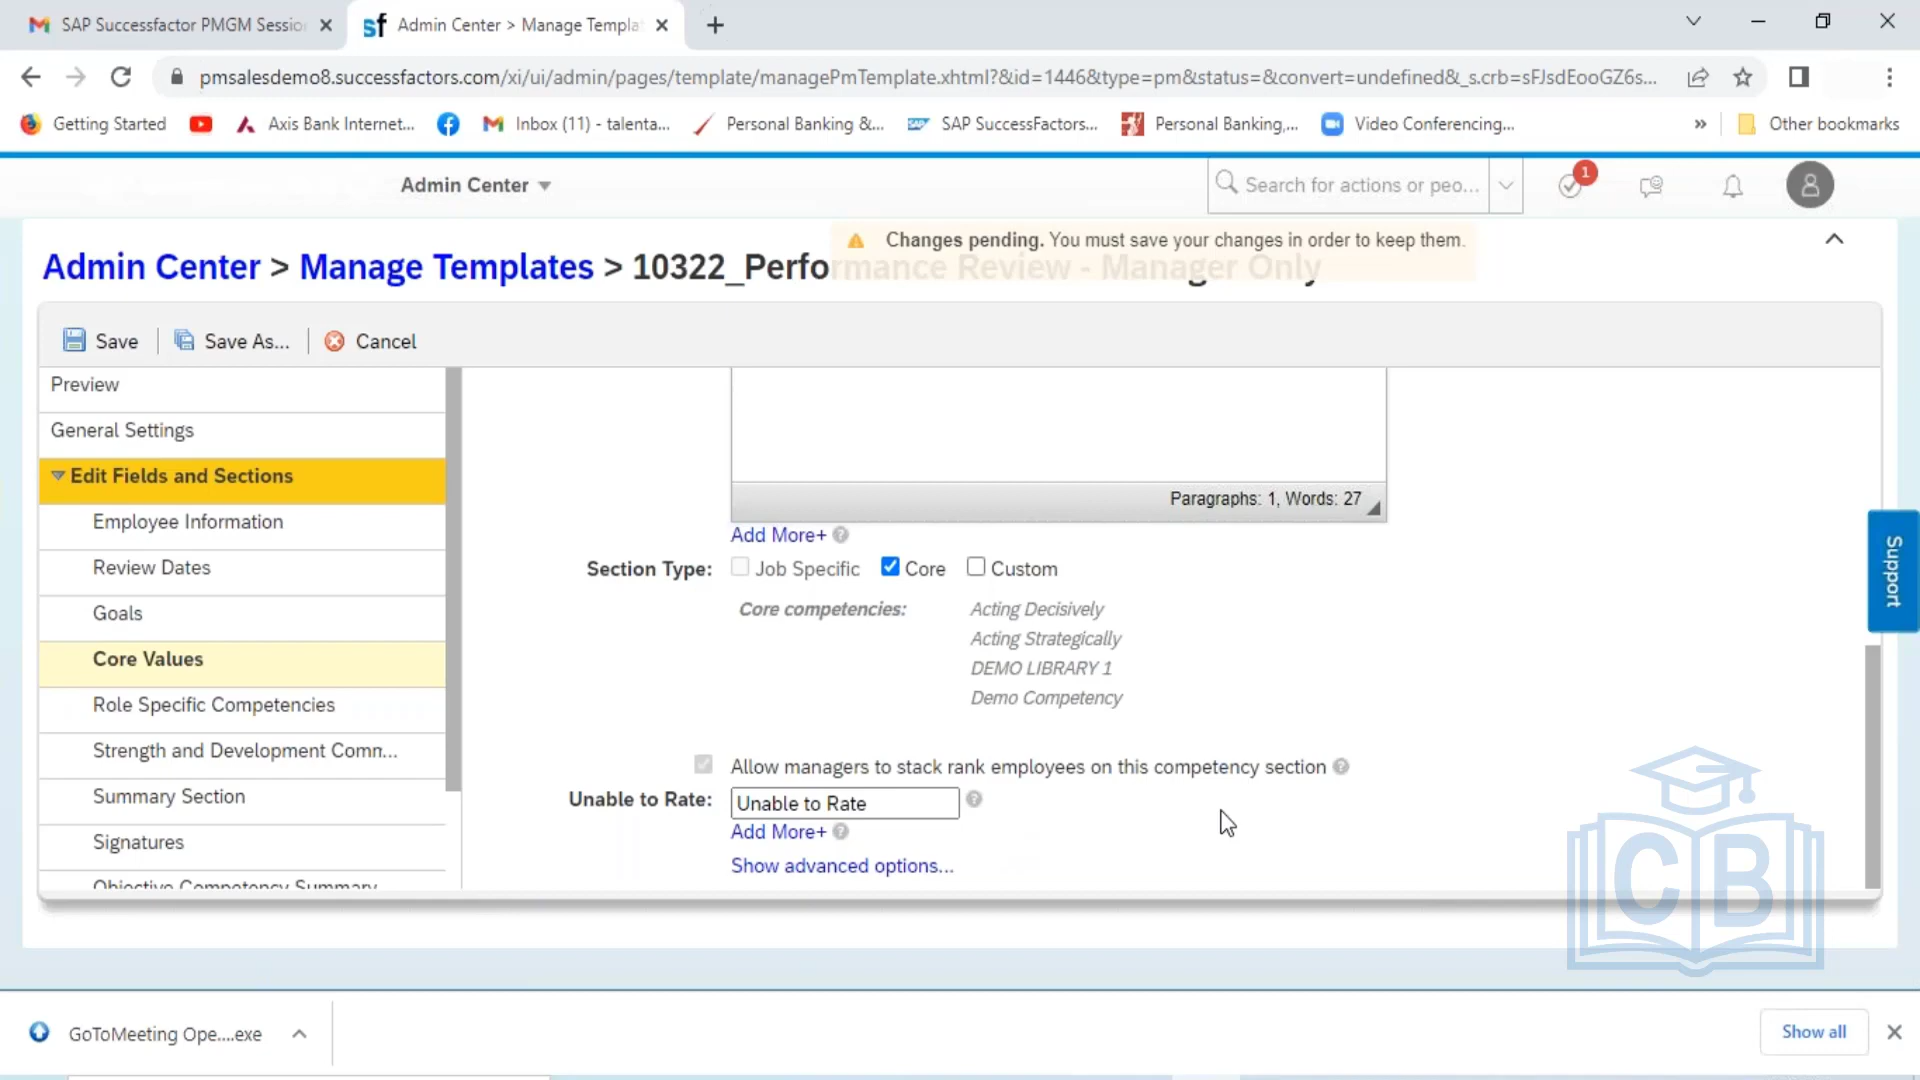 SAP Successfactor PMGM Sessio
sf Admin Center > Manage Templa
pmsalesdemo8.successfactors.com/xi/ui/admin/pages/template/managePmTemplate.xhtml?&id=1446&type=pm&status=&convert=undefined&_s.crb=sFJsdEooGZ6s...
Getting Started Axis Bank Internet... Inbox (11) - talenta... Personal Banking &... SAP SuccessFactors... Personal Banking,... Video Conferencing... » Other bookmarks
Admin Center Search for actions or peo... 1
Changes pending. You must save your changes in order to keep them.
Admin Center > Manage Templates > 10322_Performance Review - Manager Only
Save Save As... Cancel
Preview
General Settings
Edit Fields and Sections
Employee Information
Review Dates
Goals
Core Values
Role Specific Competencies
Strength and Development Comm...
Summary Section
Signatures
Objective Competency Summary
Paragraphs: 1, Words: 27
Add More+
Section Type: Job Specific Core Custom
Core competencies: Acting Decisively
Acting Strategically
DEMO LIBRARY 1
Demo Competency
Allow managers to stack rank employees on this competency section
Unable to Rate: Unable to Rate
Add More+
Show advanced options...
Support
CB
GoToMeeting Ope....exe
Show all